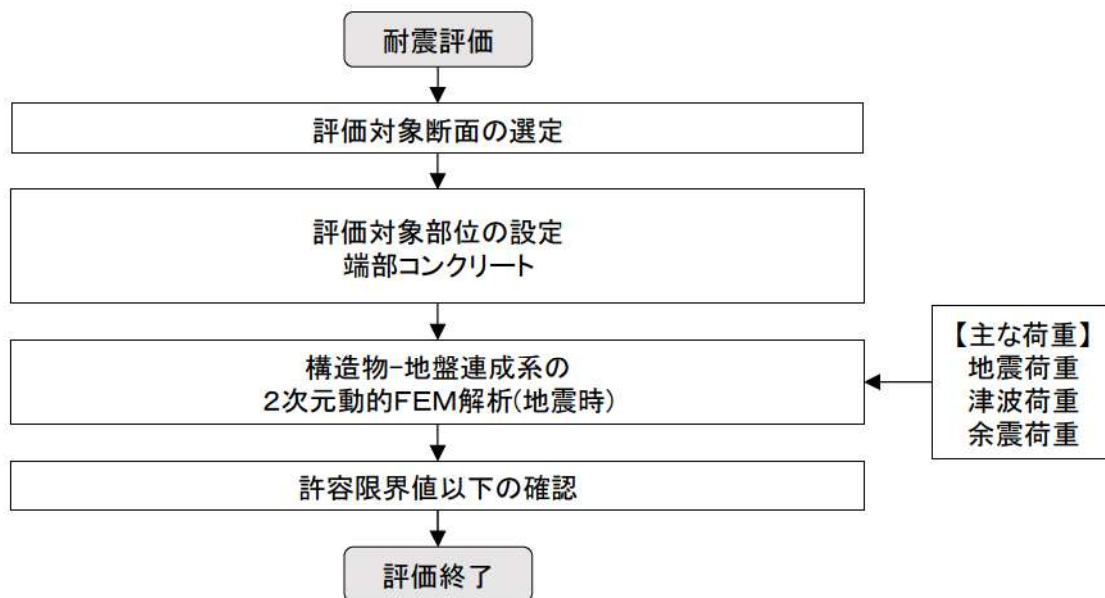 耐震評価
評価対象断面の選定
評価対象部位の設定
端部コンクリート
構造物-地盤連成系の
2次元動的FEM解析(地震時)
【主な荷重】
地震荷重
津波荷重
余震荷重
許容限界値以下の確認
評価終了